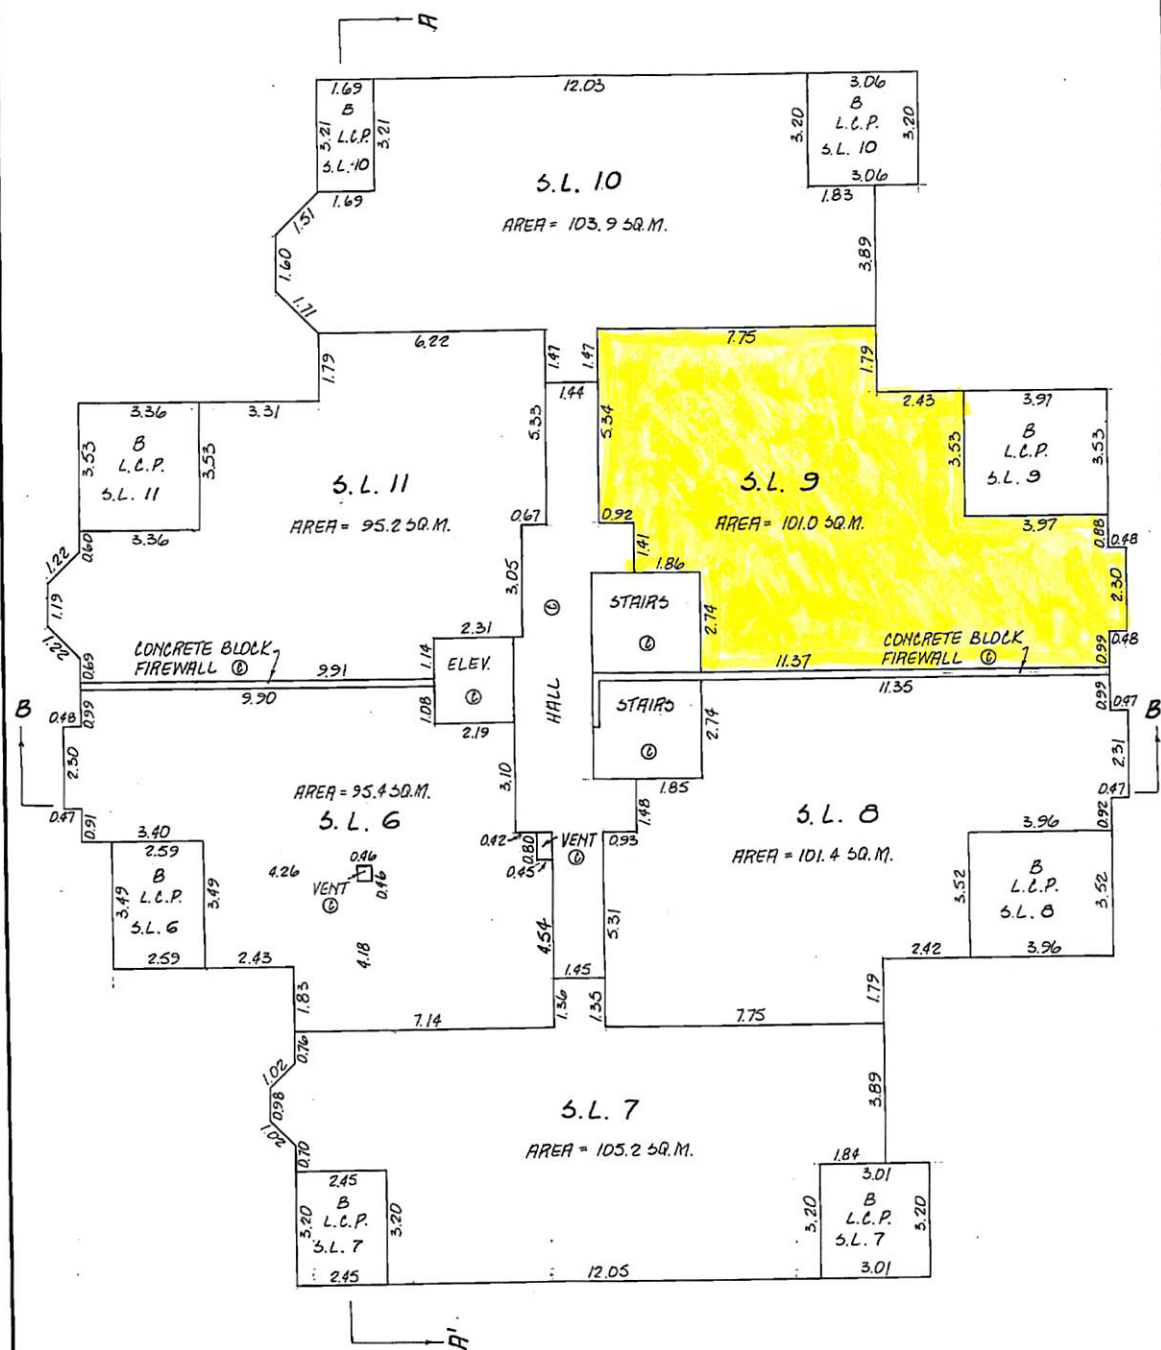 A
1.69
12.03
3.06
B
L.C.P.
S.L. 10
3.21
3.21
1.69
B
L.C.P.
S.L. 10
3.20
3.20
3.06
1.83
S.L. 10
AREA = 103.9 SQ.M.
1.51
1.60
1.71
3.89
6.22
7.75
1.79
1.47
1.47
1.44
1.79
3.36
3.31
2.43
3.97
B
L.C.P.
S.L. 11
3.53
3.53
3.36
S.L. 11
AREA = 95.2 SQ.M.
5.33
5.34
S.L. 9
AREA = 101.0 SQ.M.
B
L.C.P.
S.L. 9
3.53
3.53
3.97
0.67
0.92
1.41
1.86
0.88
0.48
2.30
0.48
0.99
0.60
1.22
1.19
1.22
0.69
3.05
STAIRS
C
2.74
C
2.31
1.14
ELEV.
C
CONCRETE BLOCK
FIREWALL C
9.91
9.90
CONCRETE BLOCK
FIREWALL C
11.37
11.35
HALL
STAIRS
C
2.74
1.08
2.19
B
0.48
0.99
2.30
0.47
0.91
0.99
0.47
2.31
0.47
0.92
B'
3.10
1.85
1.48
AREA = 95.4 SQ.M.
S.L. 6
S.L. 8
AREA = 101.4 SQ.M.
3.40
2.59
B
L.C.P.
S.L. 6
3.49
3.49
2.59
2.43
4.26
VENT
C
0.46
0.46
4.18
0.42
0.80
0.45
VENT
C
0.93
3.96
B
L.C.P.
S.L. 8
3.52
3.52
3.96
2.42
4.54
5.31
1.45
1.83
1.36
1.35
1.79
7.14
7.75
0.76
1.02
0.98
1.02
0.70
S.L. 7
AREA = 105.2 SQ.M.
3.89
1.84
2.45
B
L.C.P.
S.L. 7
3.20
3.20
2.45
12.05
3.01
B
L.C.P.
S.L. 7
3.20
3.20
3.01
A'